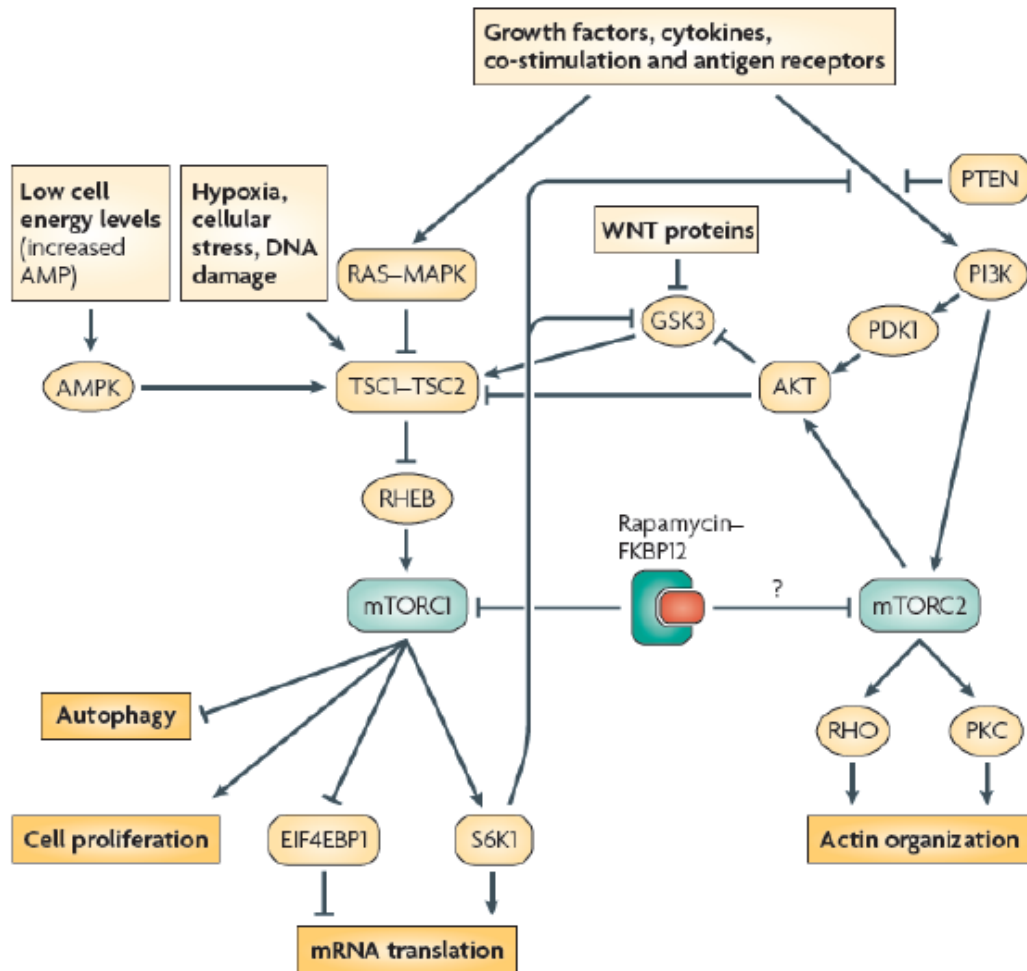 Growth factors, cytokines,
co-stimulation and antigen receptors
Low cell
energy levels
(increased
AMP)
Hypoxia,
cellular
stress, DNA
damage
PTEN
WNT proteins
RAS–MAPK
PI3K
GSK3
PDK1
AMPK
TSC1–TSC2
AKT
RHEB
Rapamycin–
FKBP12
mTORC1
?
mTORC2
Autophagy
RHO
PKC
Cell proliferation
EIF4EBP1
S6K1
Actin organization
mRNA translation